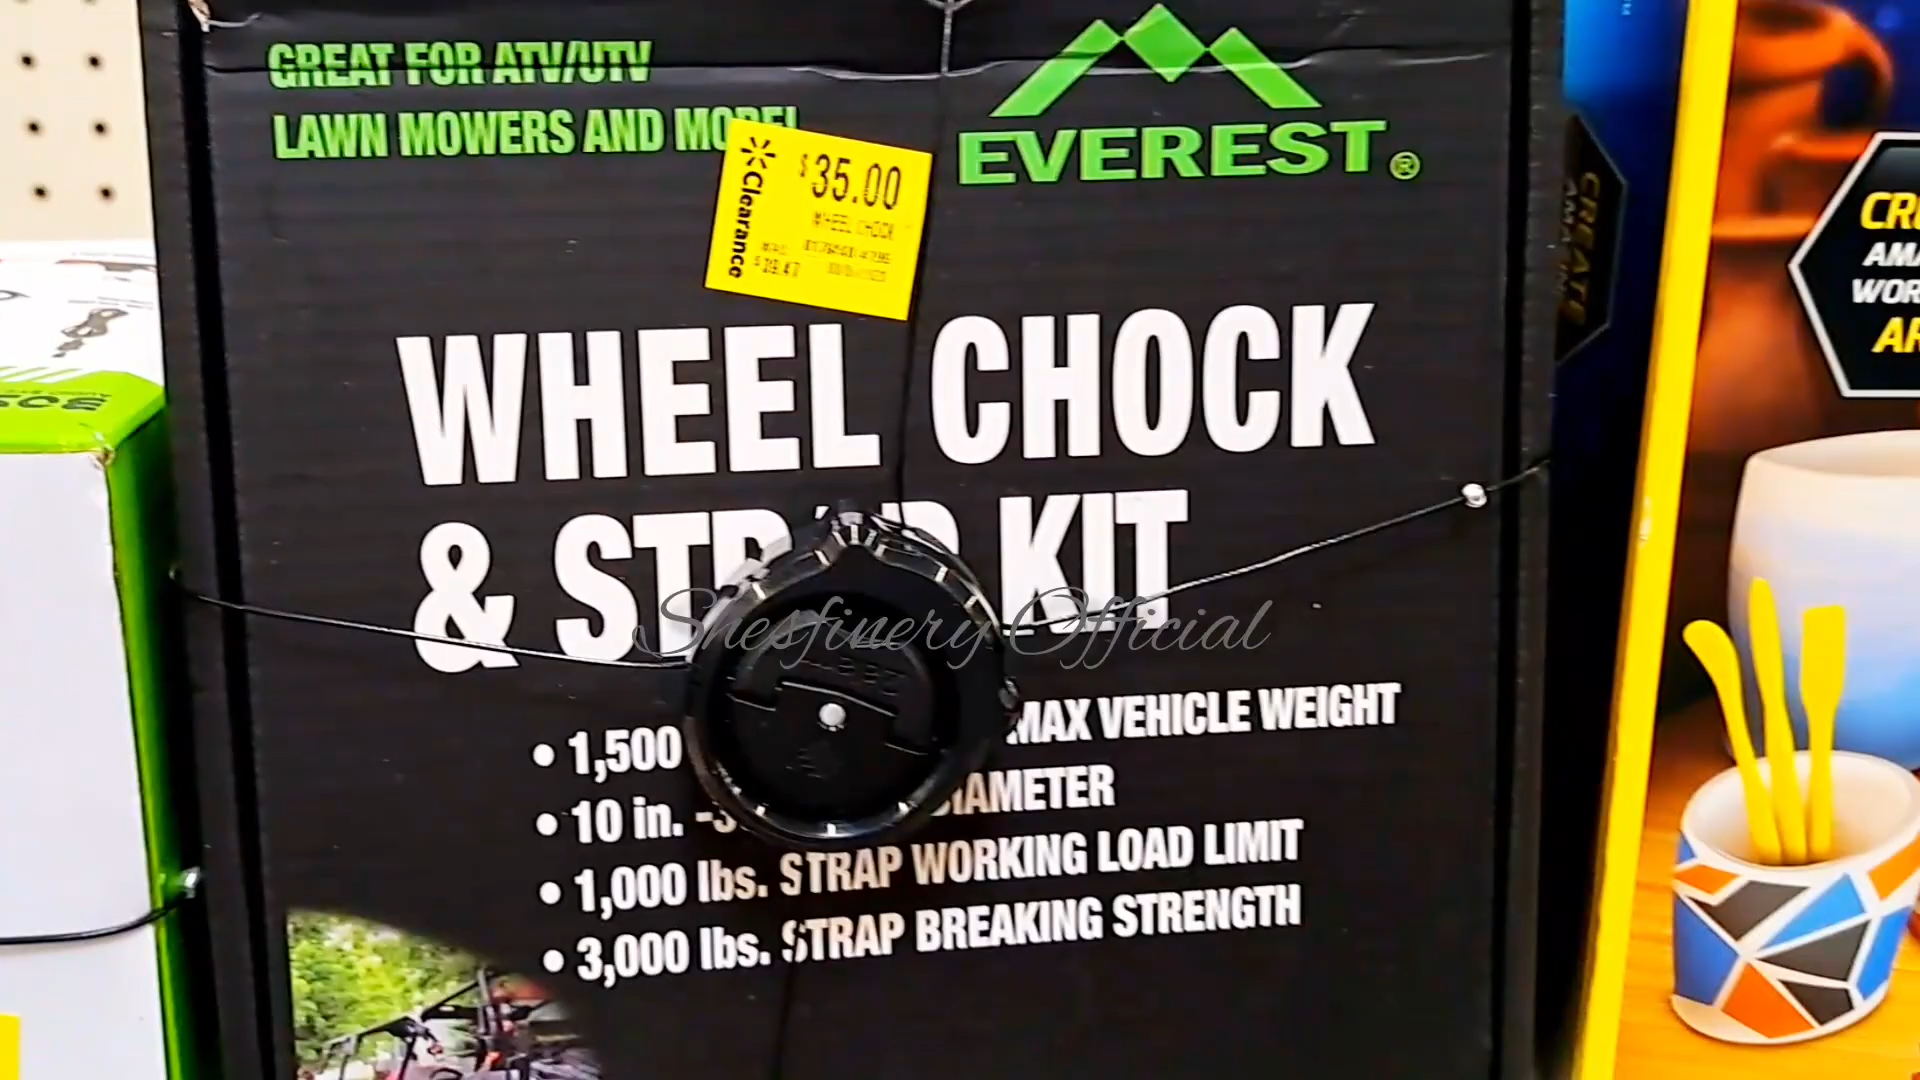 GREAT FOR ATV/UTV
LAWN MOWERS AND MORE!
EVEREST®
Clearance
$35.00
WHEEL CHOCK
WHEEL CHOCK
& STRAP KIT
Shesfinery Official
• 1,500 MAX VEHICLE WEIGHT
• 10 in. - DIAMETER
• 1,000 lbs. STRAP WORKING LOAD LIMIT
• 3,000 lbs. STRAP BREAKING STRENGTH
CREATE